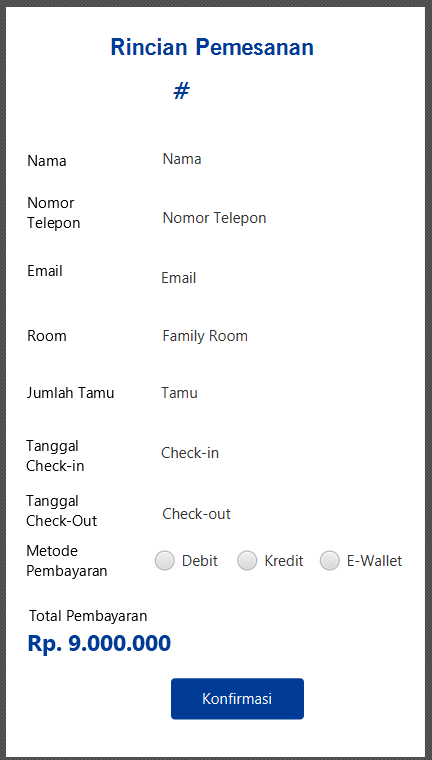 Rincian Pemesanan
#
Nama Nama
Nomor
Telepon Nomor Telepon
Email Email
Room Family Room
Jumlah Tamu Tamu
Tanggal
Check-in Check-in
Tanggal
Check-Out Check-out
Metode
Pembayaran Debit Kredit E-Wallet
Total Pembayaran
Rp. 9.000.000
Konfirmasi